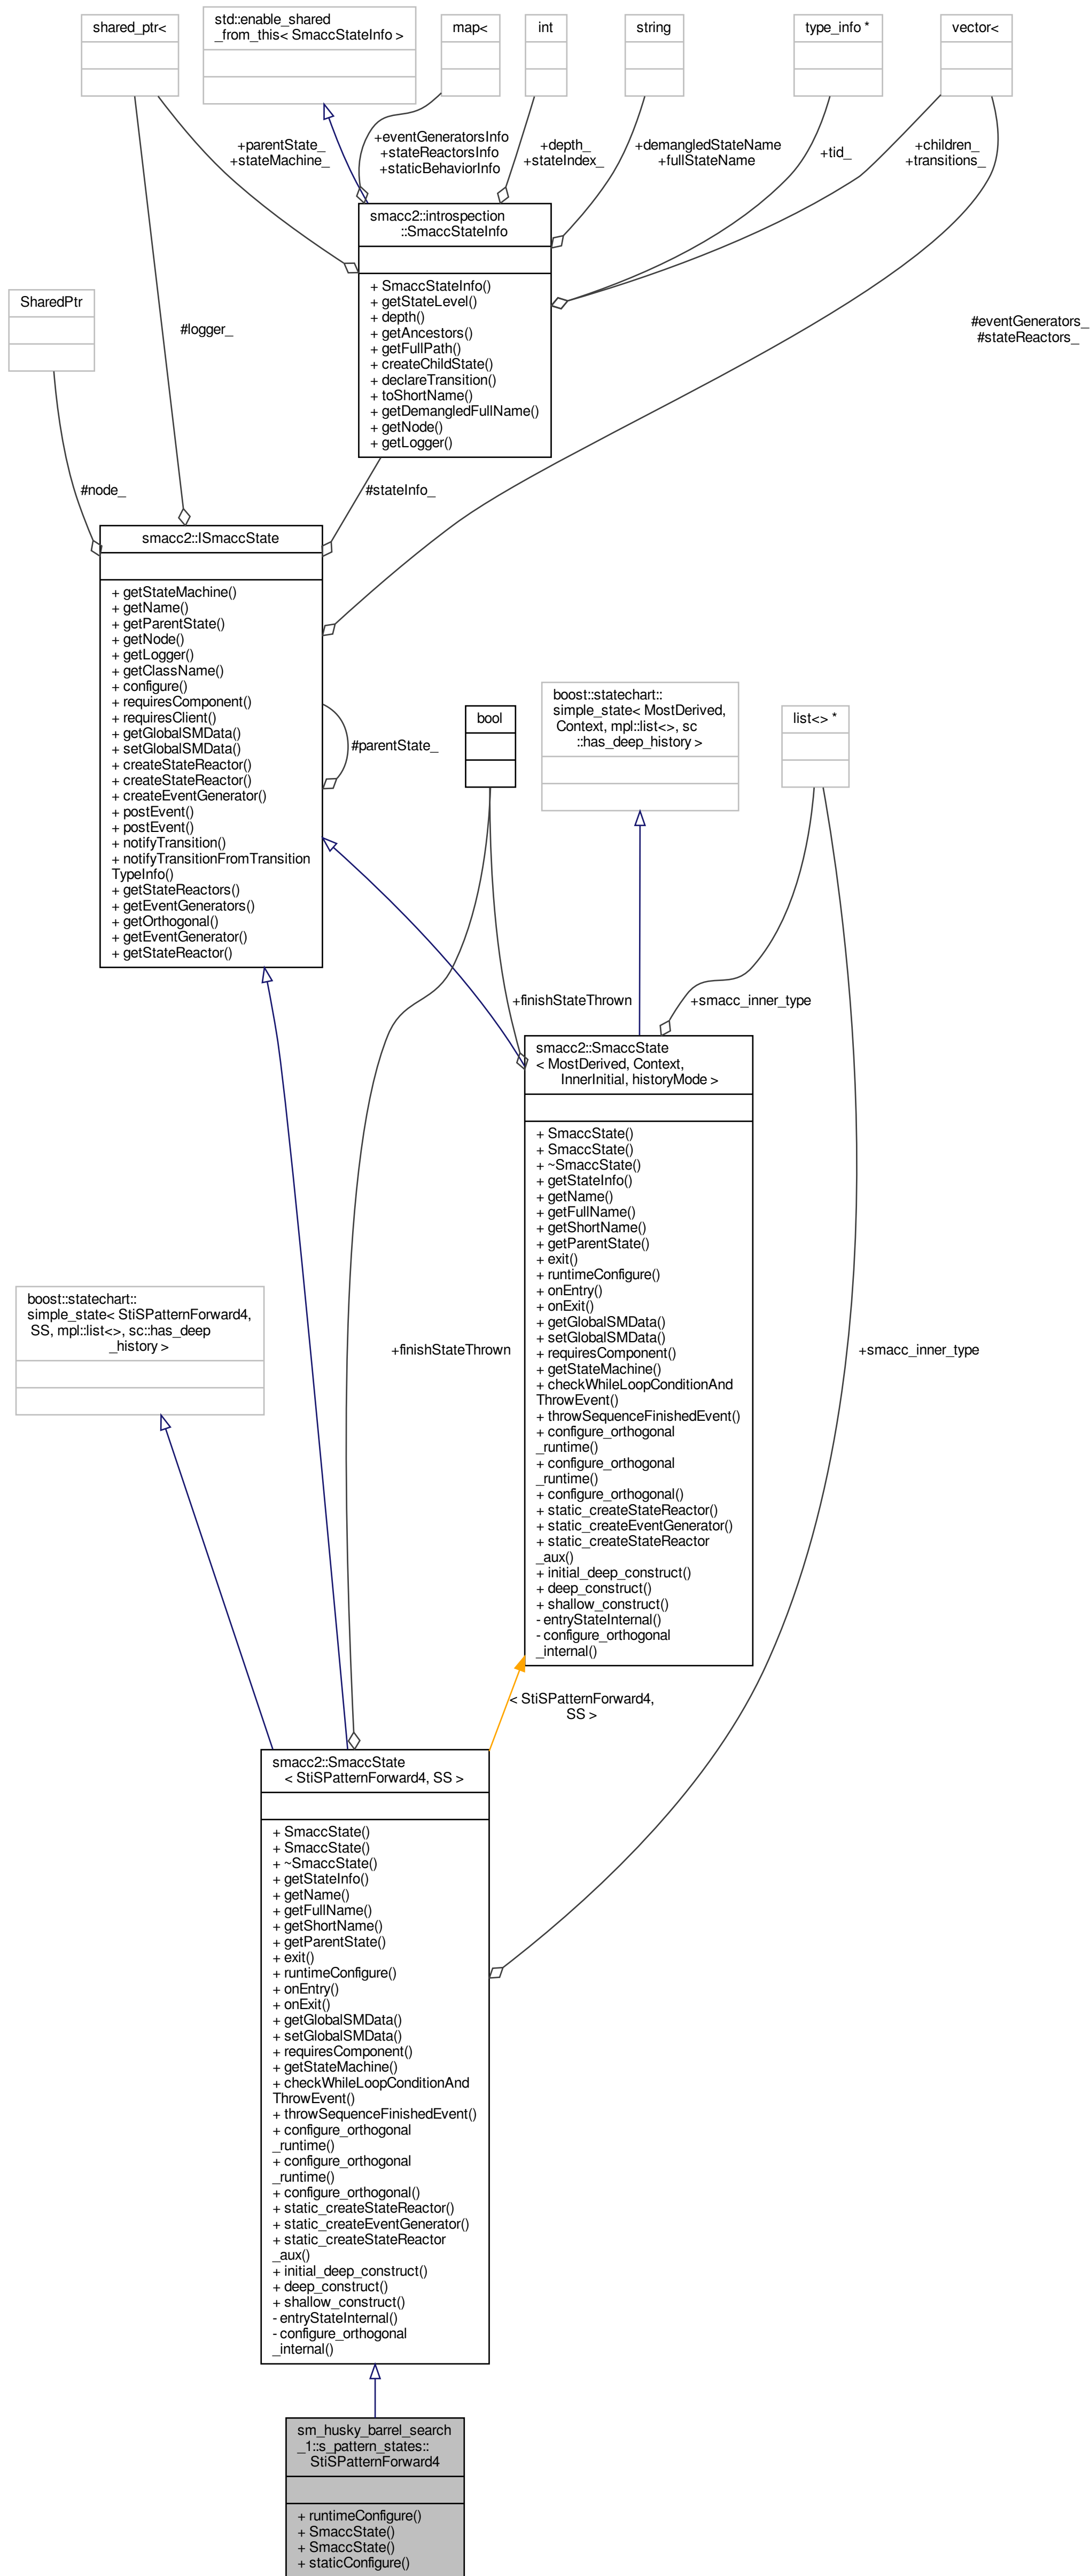 shared_ptr<
std::enable_shared
_from_this< SmaccStateInfo >
map<
int
string
type_info *
vector<
+parentState_
+stateMachine_
+eventGeneratorsInfo
+stateReactorsInfo
+staticBehaviorInfo
+depth_
+stateIndex_
+demangledStateName
+fullStateName
+tid_
+children_
+transitions_
smacc2::introspection
::SmaccStateInfo
+ SmaccStateInfo()
+ getStateLevel()
+ depth()
+ getAncestors()
+ getFullPath()
+ createChildState()
+ declareTransition()
+ toShortName()
+ getDemangledFullName()
+ getNode()
+ getLogger()
SharedPtr
#logger_
#eventGenerators_
#stateReactors_
#node_
#stateInfo_
smacc2::ISmaccState
+ getStateMachine()
+ getName()
+ getParentState()
+ getNode()
+ getLogger()
+ getClassName()
+ configure()
+ requiresComponent()
+ requiresClient()
+ getGlobalSMData()
+ setGlobalSMData()
+ createStateReactor()
+ createStateReactor()
+ createEventGenerator()
+ postEvent()
+ postEvent()
+ notifyTransition()
+ notifyTransitionFromTransition
TypeInfo()
+ getStateReactors()
+ getEventGenerators()
+ getOrthogonal()
+ getEventGenerator()
+ getStateReactor()
#parentState_
bool
boost::statechart::
simple_state< MostDerived,
Context, mpl::list<>, sc
::has_deep_history >
list<> *
+finishStateThrown
+smacc_inner_type
smacc2::SmaccState
< MostDerived, Context,
InnerInitial, historyMode >
+ SmaccState()
+ SmaccState()
+ ~SmaccState()
+ getStateInfo()
+ getName()
+ getFullName()
+ getShortName()
+ getParentState()
+ exit()
+ runtimeConfigure()
+ onEntry()
+ onExit()
+ getGlobalSMData()
+ setGlobalSMData()
+ requiresComponent()
+ getStateMachine()
+ checkWhileLoopConditionAnd
ThrowEvent()
+ throwSequenceFinishedEvent()
+ configure_orthogonal
_runtime()
+ configure_orthogonal
_runtime()
+ configure_orthogonal()
+ static_createStateReactor()
+ static_createEventGenerator()
+ static_createStateReactor
_aux()
+ initial_deep_construct()
+ deep_construct()
+ shallow_construct()
- entryStateInternal()
- configure_orthogonal
_internal()
boost::statechart::
simple_state< StiSPatternForward4,
SS, mpl::list<>, sc::has_deep
_history >
+finishStateThrown
+smacc_inner_type
< StiSPatternForward4,
SS >
smacc2::SmaccState
< StiSPatternForward4, SS >
+ SmaccState()
+ SmaccState()
+ ~SmaccState()
+ getStateInfo()
+ getName()
+ getFullName()
+ getShortName()
+ getParentState()
+ exit()
+ runtimeConfigure()
+ onEntry()
+ onExit()
+ getGlobalSMData()
+ setGlobalSMData()
+ requiresComponent()
+ getStateMachine()
+ checkWhileLoopConditionAnd
ThrowEvent()
+ throwSequenceFinishedEvent()
+ configure_orthogonal
_runtime()
+ configure_orthogonal
_runtime()
+ configure_orthogonal()
+ static_createStateReactor()
+ static_createEventGenerator()
+ static_createStateReactor
_aux()
+ initial_deep_construct()
+ deep_construct()
+ shallow_construct()
- entryStateInternal()
- configure_orthogonal
_internal()
sm_husky_barrel_search
_1::s_pattern_states::
StiSPatternForward4
+ runtimeConfigure()
+ SmaccState()
+ SmaccState()
+ staticConfigure()